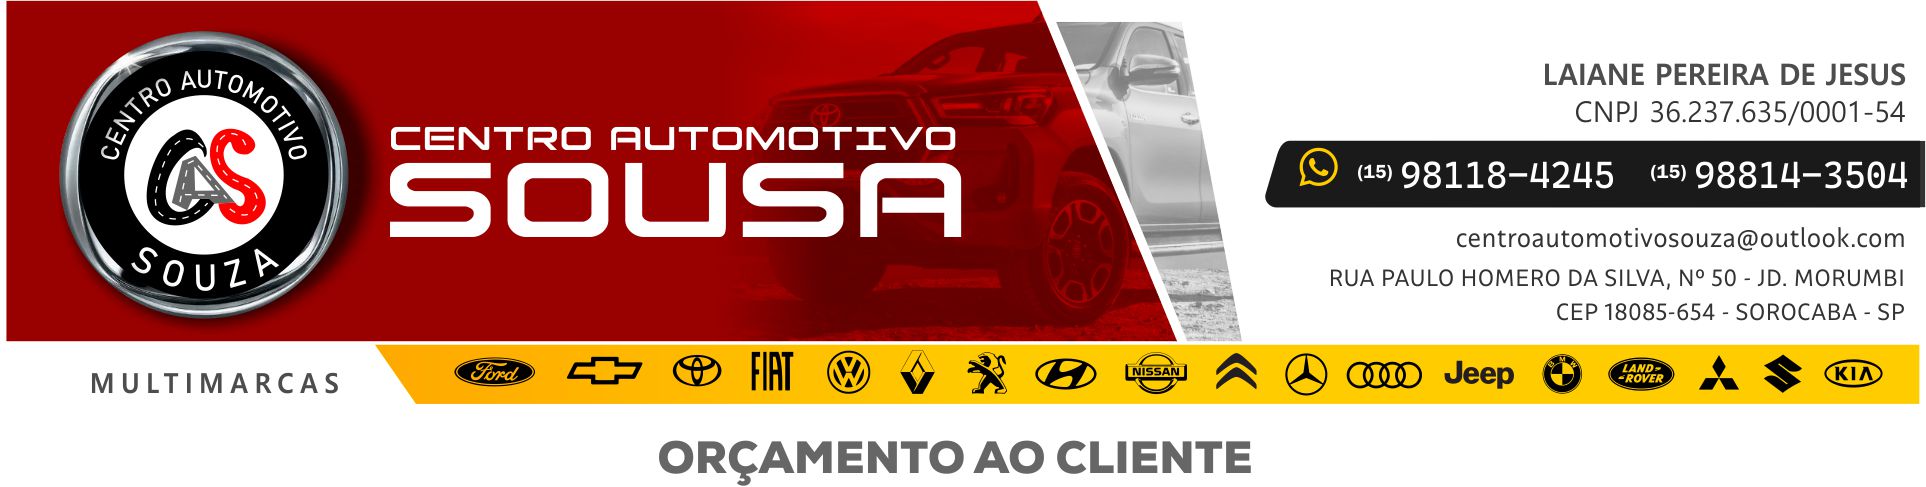 CENTRO AUTOMOTIVO
SOUZA
CENTRO AUTOMOTIVO
SOUSA
LAIANE PEREIRA DE JESUS
CNPJ 36.237.635/0001-54
(15) 98118-4245 (15) 98814-3504
centroautomotivosouza@outlook.com
RUA PAULO HOMERO DA SILVA, Nº 50 - JD. MORUMBI
CEP 18085-654 - SOROCABA - SP
MULTIMARCAS
Ford FIAT NISSAN Jeep BMW LAND-ROVER KIA
ORÇAMENTO AO CLIENTE